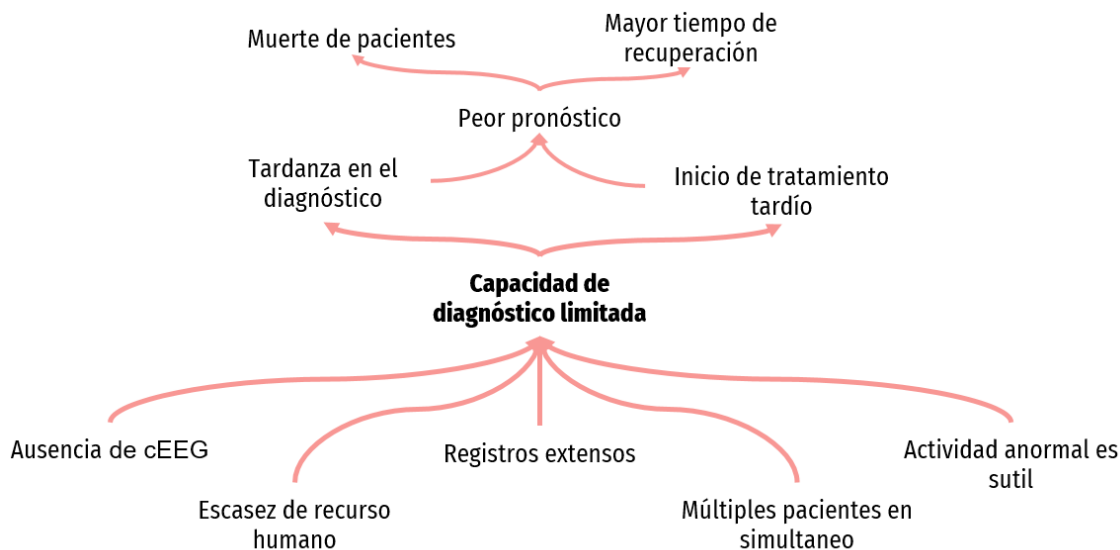 Muerte de pacientes
Mayor tiempo de
recuperación
Peor pronóstico
Tardanza en el
diagnóstico
Inicio de tratamiento
tardío
Capacidad de
diagnóstico limitada
Ausencia de cEEG
Registros extensos
Actividad anormal es
sutil
Escasez de recurso
humano
Múltiples pacientes en
simultaneo